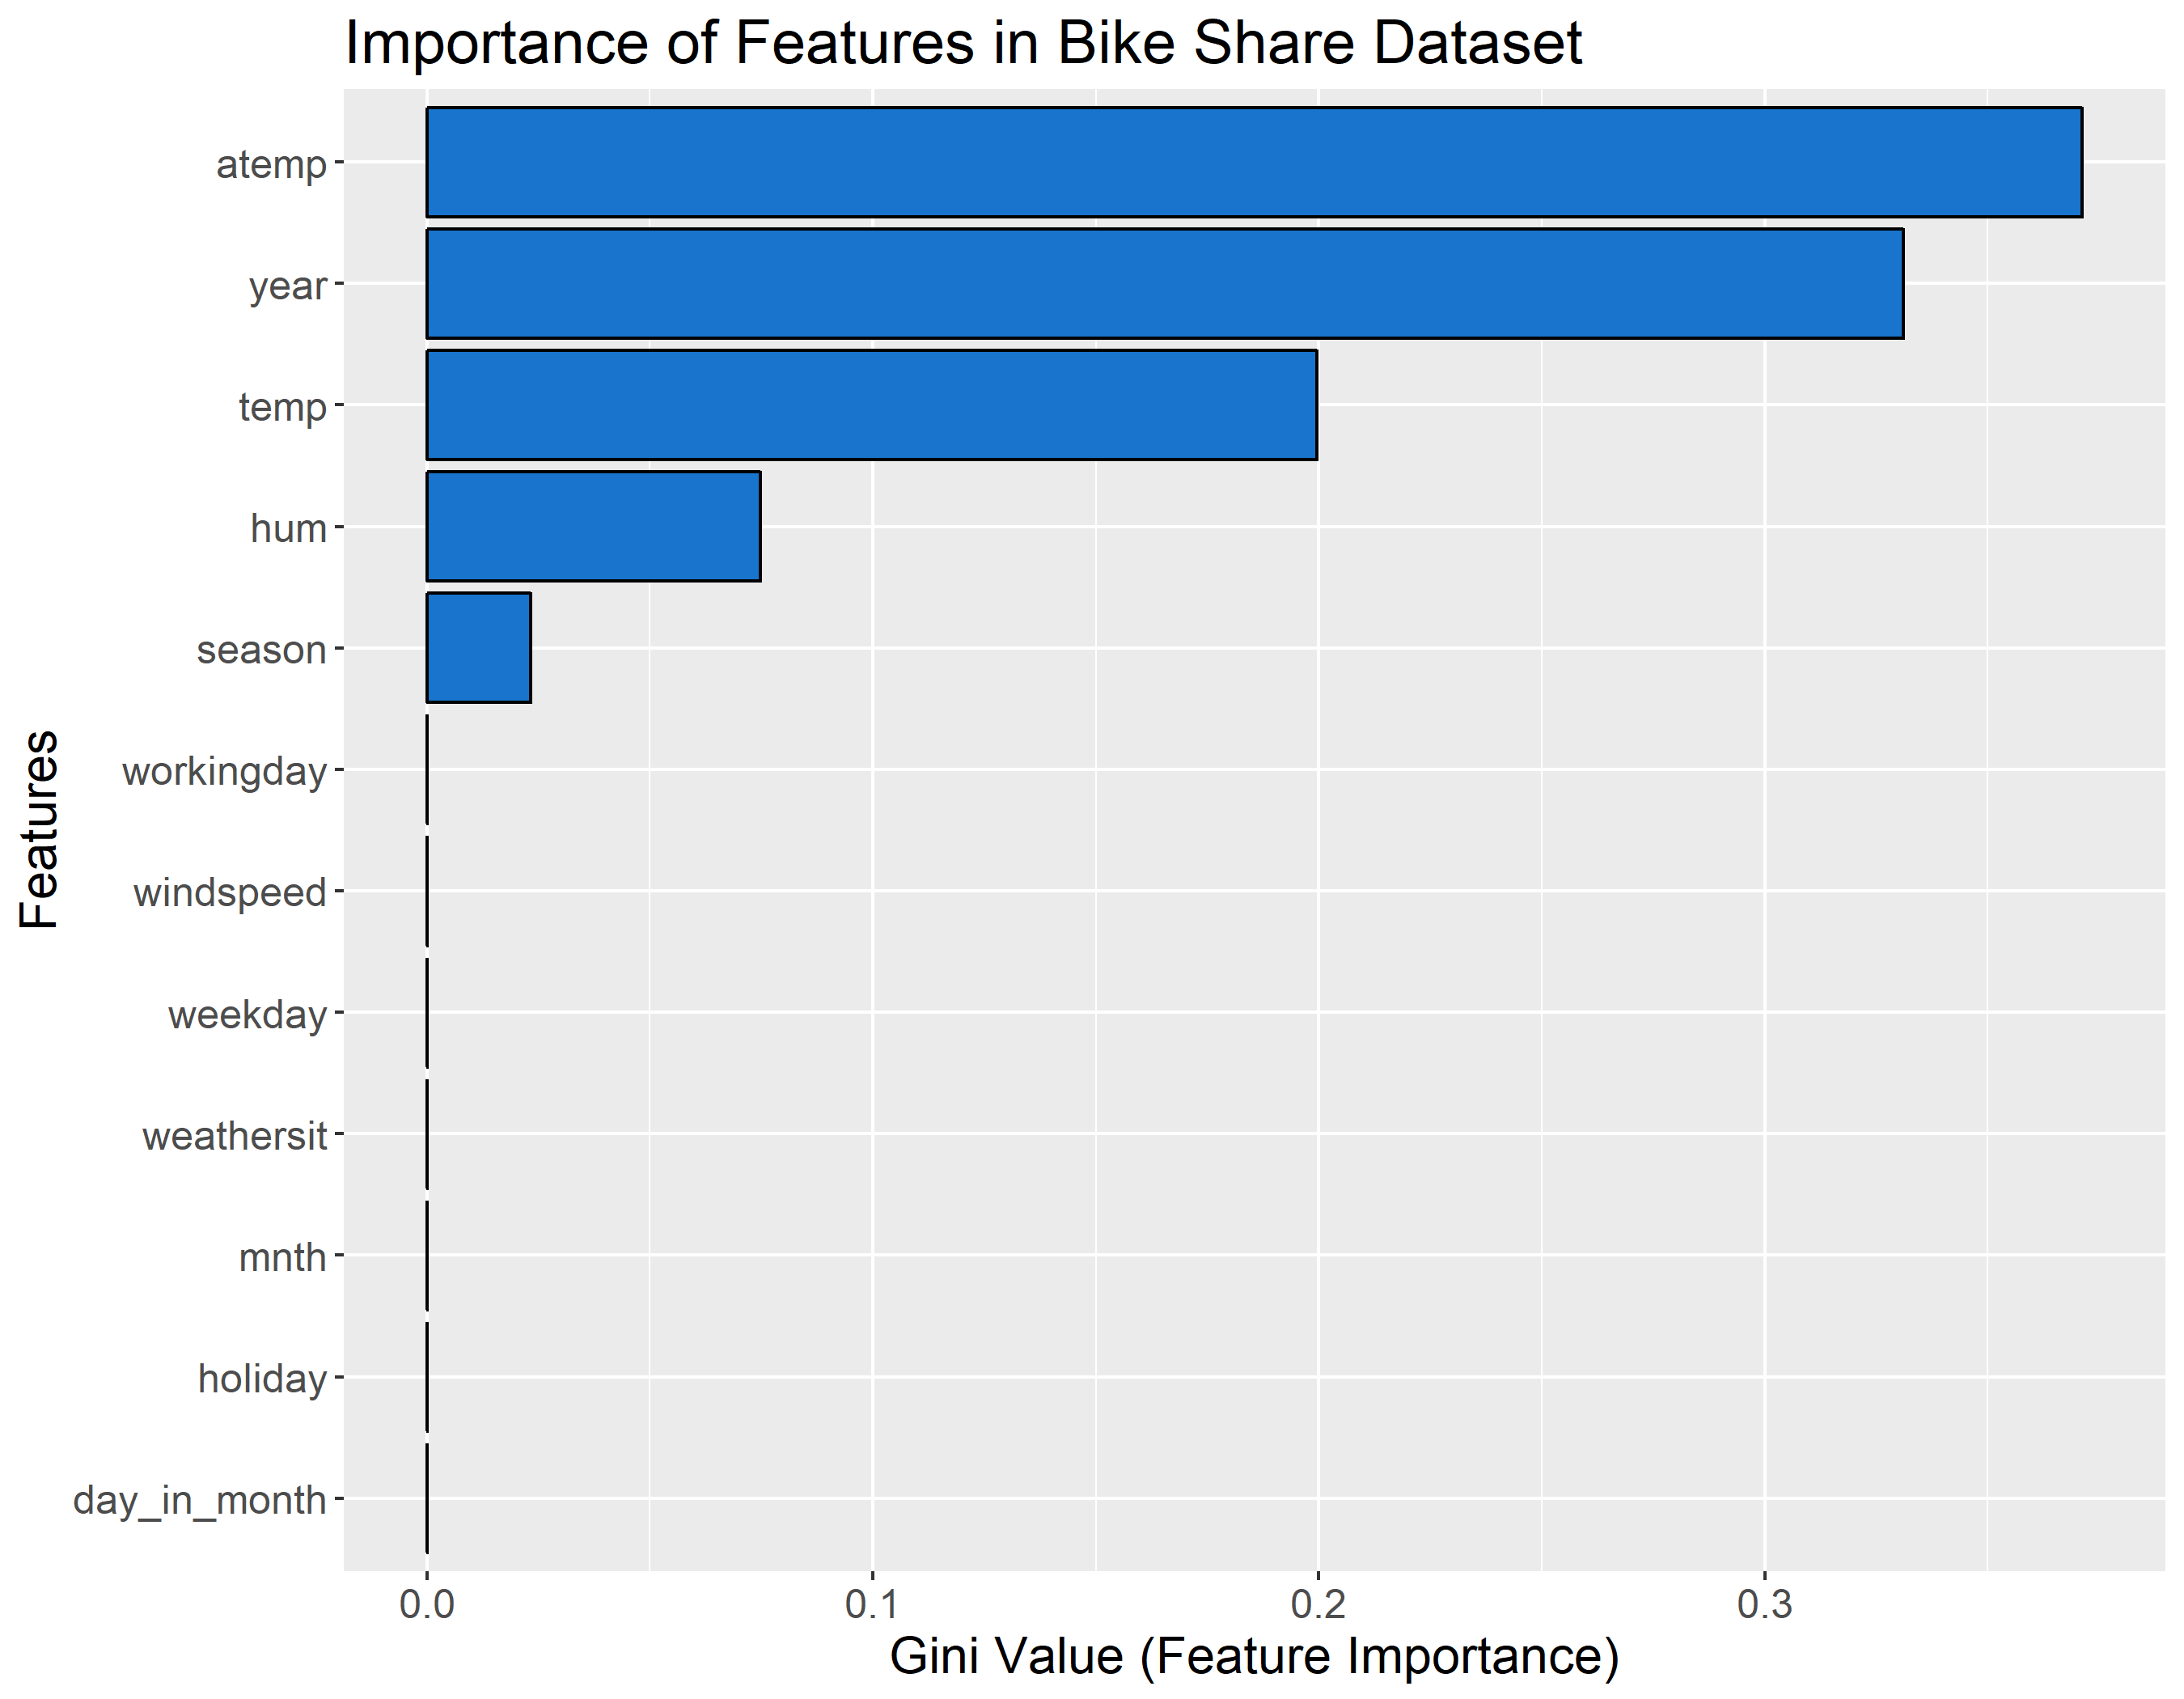 Importance of Features in Bike Share Dataset
atemp
year
temp
hum
season
workingday
windspeed
weekday
weathersit
mnth
holiday
day_in_month
Features
0.0 0.1 0.2 0.3
Gini Value (Feature Importance)